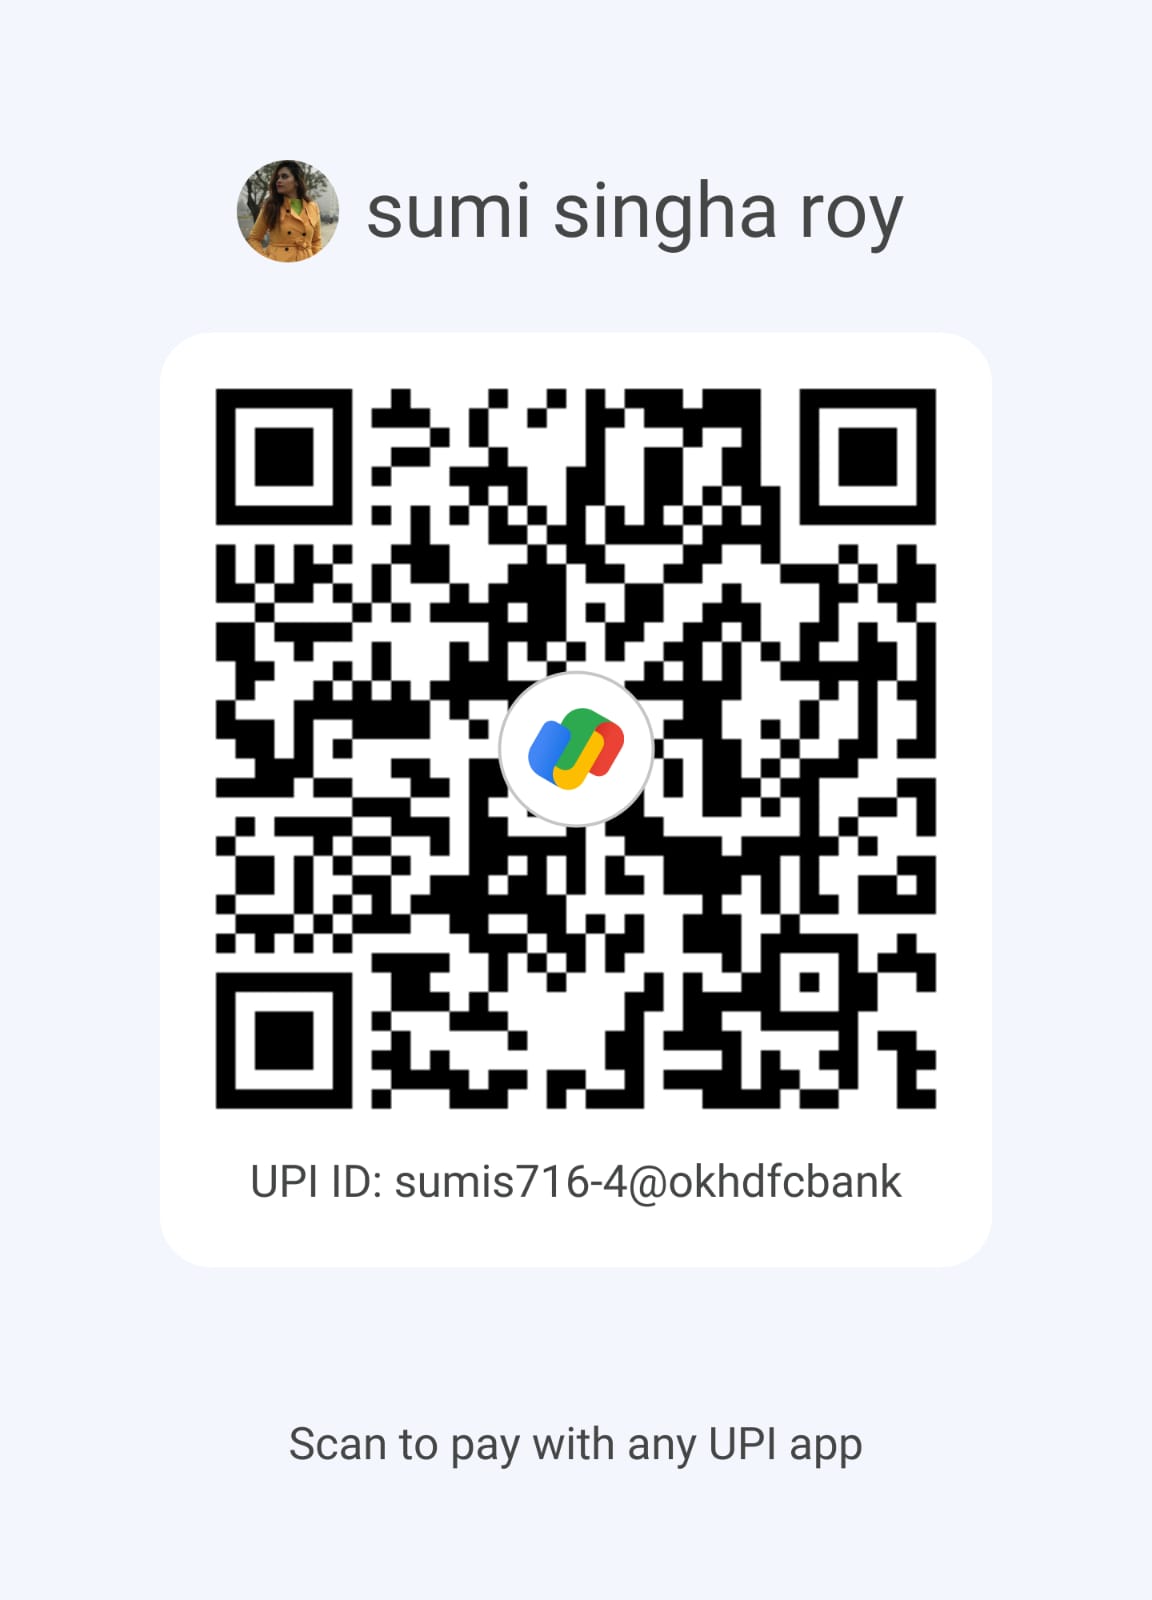 sumi singha roy
UPI ID: sumis716-4@okhdfcbank
Scan to pay with any UPI app